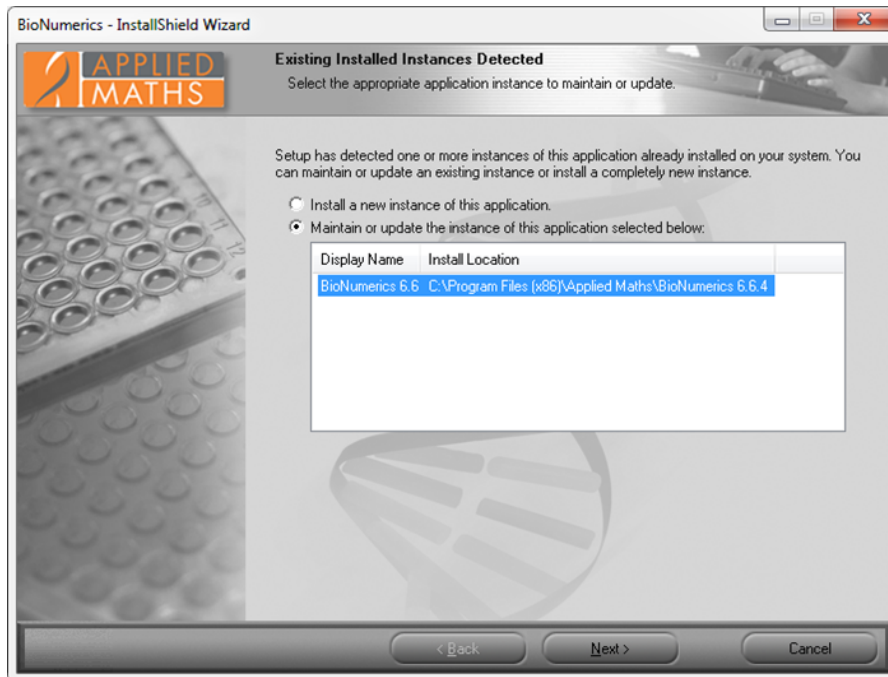 BioNumerics - InstallShield Wizard
APPLIED
MATHS
Existing Installed Instances Detected
Select the appropriate application instance to maintain or update.
Setup has detected one or more instances of this application already installed on your system. You
can maintain or update an existing instance or install a completely new instance.
Install a new instance of this application.
Maintain or update the instance of this application selected below:
Display Name Install Location
BioNumerics 6.6 C:\Program Files (x86)\Applied Maths\BioNumerics 6.6.4
10
11
12
< Back Next > Cancel